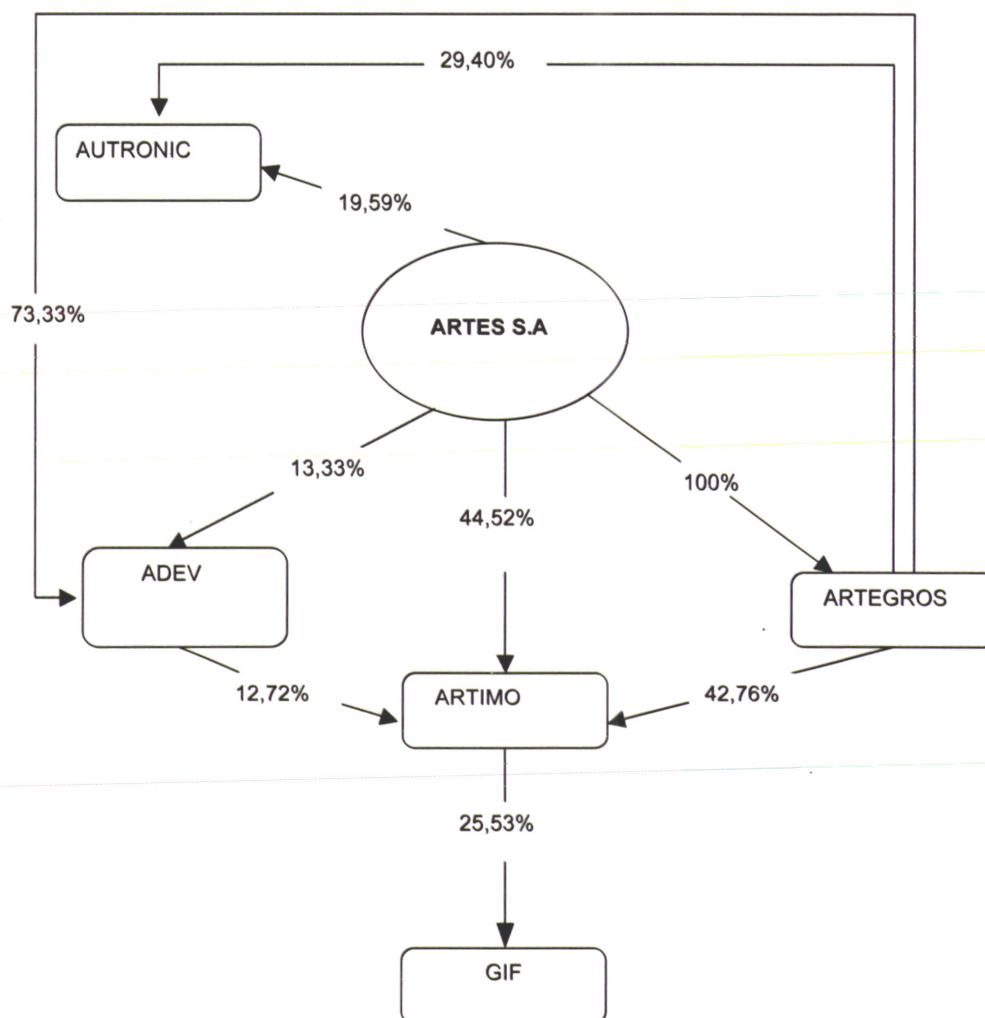 29,40%
AUTRONIC
19,59%
73,33%
ARTES S.A
13,33%
100%
44,52%
ADEV
ARTEGROS
12,72%
ARTIMO
42,76%
25,53%
GIF